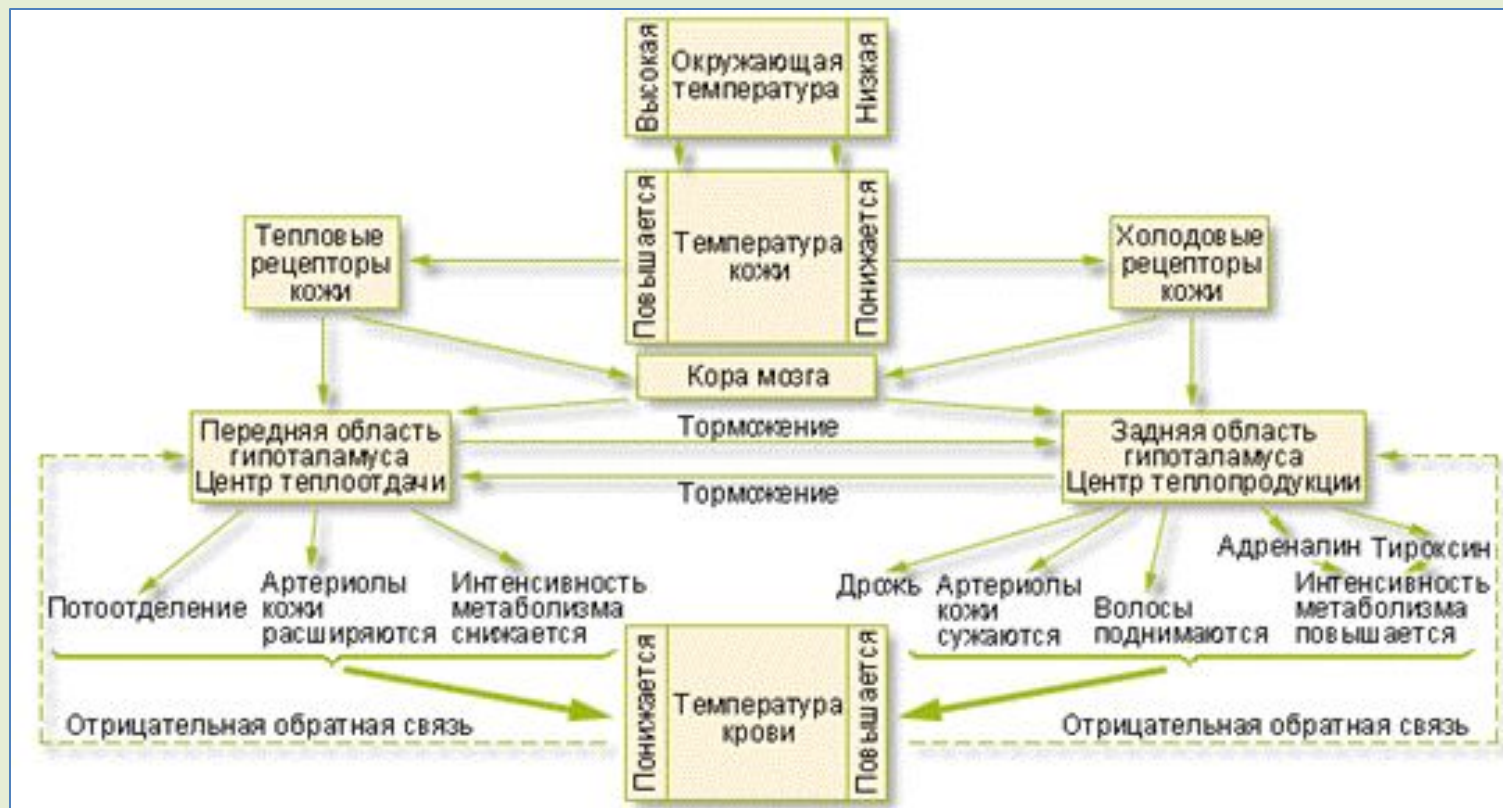 Высокая
Окружающая
температура
Низкая
Повышается
Температура
кожи
Понижается
Тепловые
рецепторы
кожи
Холодовые
рецепторы
кожи
Кора мозга
Передняя область
гипоталамуса
Центр теплоотдачи
Торможение
Торможение
Задняя область
гипоталамуса
Центр теплопродукции
Потоотделение
Артериолы
кожи
расширяются
Интенсивность
метаболизма
снижается
Дрожь
Артериолы
кожи
сужаются
Волосы
поднимаются
Адреналин
Тироксин
Интенсивность
метаболизма
повышается
Отрицательная обратная связь
Понижается
Температура
крови
Повышается
Отрицательная обратная связь